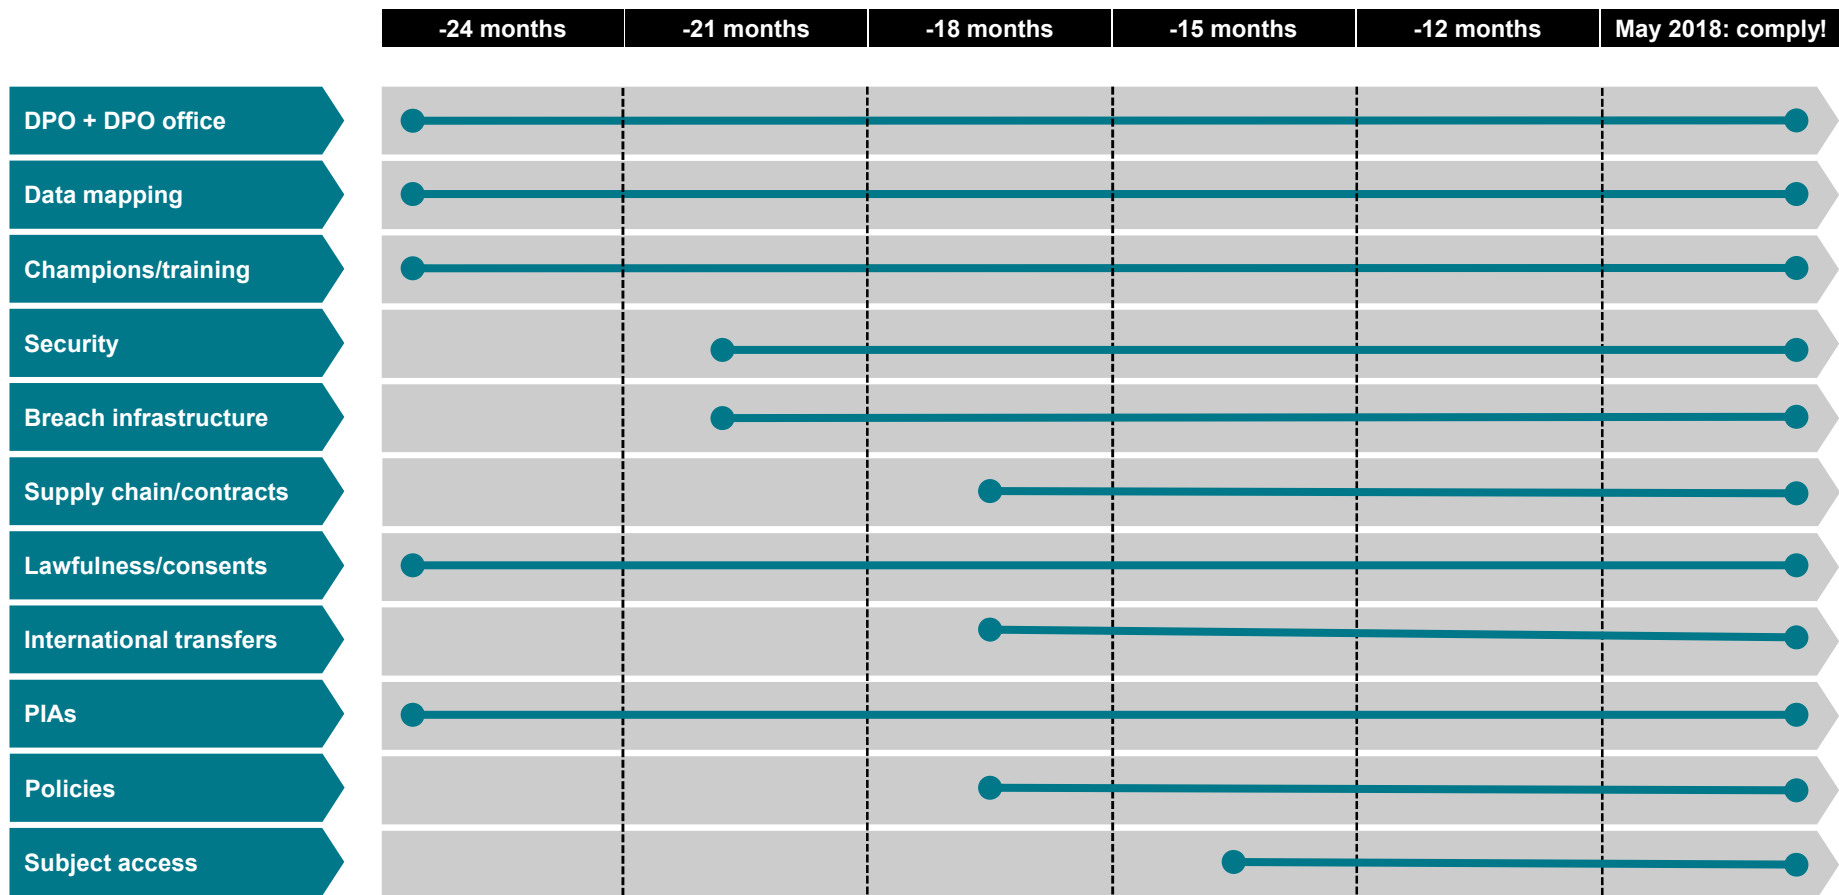 -24 months
-21 months
-18 months
-15 months
-12 months
May 2018: comply!
DPO + DPO office
Data mapping
Champions/training
Security
Breach infrastructure
Supply chain/contracts
Lawfulness/consents
International transfers
PIAs
Policies
Subject access